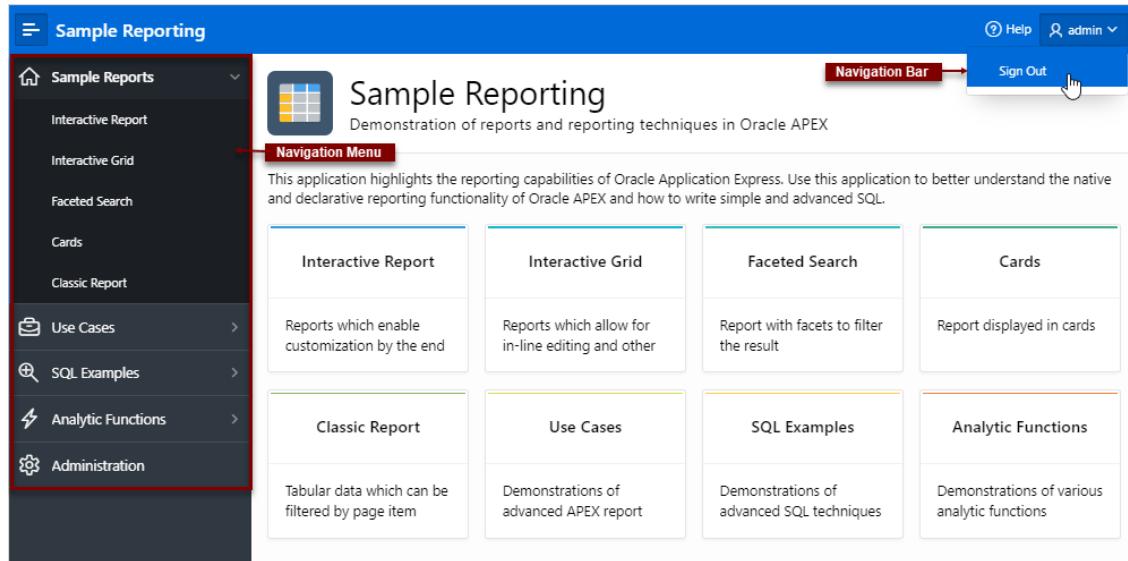 Sample Reporting
Help
admin
Sign Out
Navigation Bar
Sample Reports
Interactive Report
Interactive Grid
Faceted Search
Cards
Classic Report
Use Cases
SQL Examples
Analytic Functions
Administration
Navigation Menu
Sample Reporting
Demonstration of reports and reporting techniques in Oracle APEX
This application highlights the reporting capabilities of Oracle Application Express. Use this application to better understand the native
and declarative reporting functionality of Oracle APEX and how to write simple and advanced SQL.
Interactive Report
Reports which enable
customization by the end
Interactive Grid
Reports which allow for
in-line editing and other
Faceted Search
Report with facets to filter
the result
Cards
Report displayed in cards
Classic Report
Tabular data which can be
filtered by page item
Use Cases
Demonstrations of
advanced APEX report
SQL Examples
Demonstrations of
advanced SQL techniques
Analytic Functions
Demonstrations of various
analytic functions